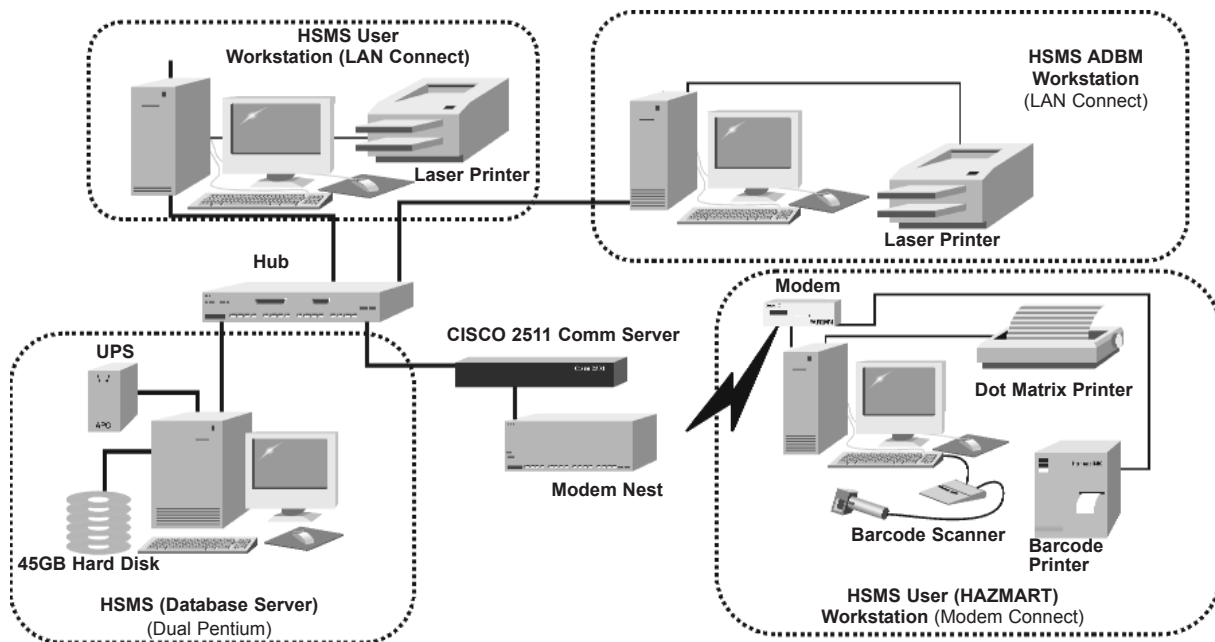 HSMS User
Workstation (LAN Connect)
Laser Printer
HSMS ADBM
Workstation
(LAN Connect)
Laser Printer
Hub
CISCO 2511 Comm Server
Modem Nest
UPS
45GB Hard Disk
HSMS (Database Server)
(Dual Pentium)
Modem
Dot Matrix Printer
Barcode Scanner
Barcode
Printer
HSMS User (HAZMART)
Workstation (Modem Connect)